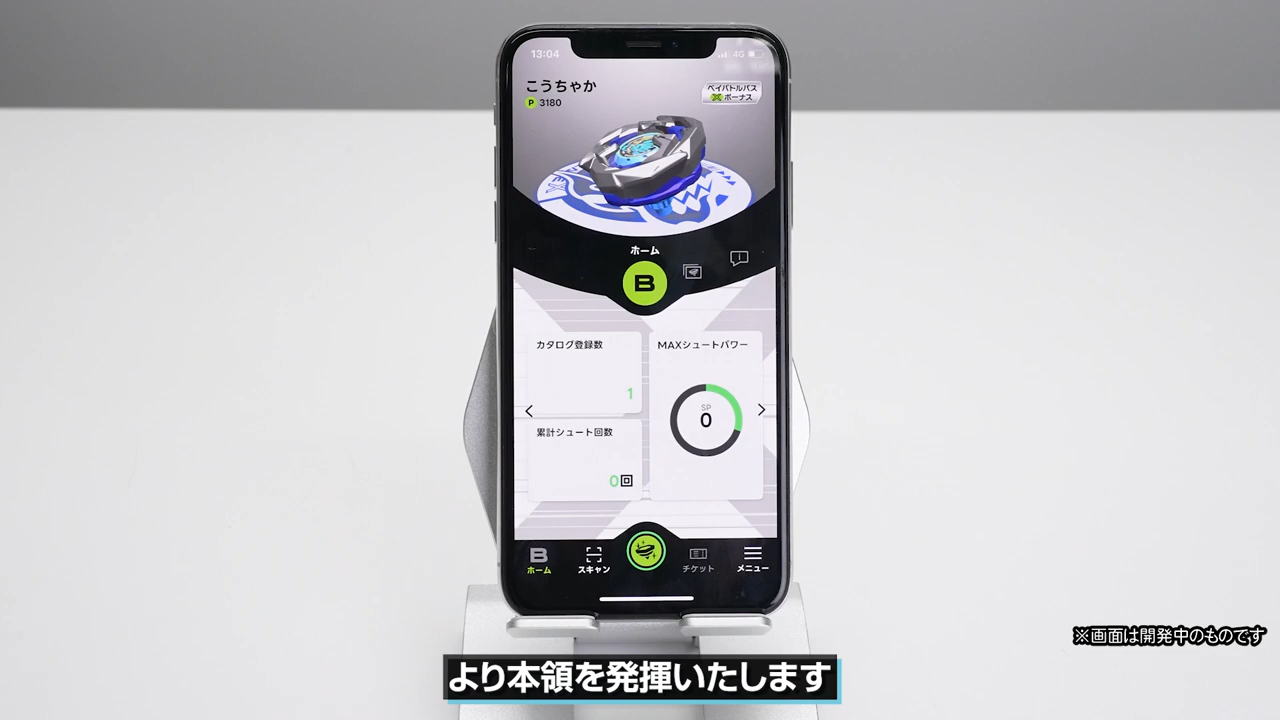 13:04
4G
こうちゃか
P 3180
ベイバトルパス
ボーナス
ホーム
B
カタログ登録数
1
MAXシュートパワー
SP
0
累計シュート回数
0回
ホーム
スキャン
チケット
メニュー
※画面は開発中のものです
より本領を発揮いたします